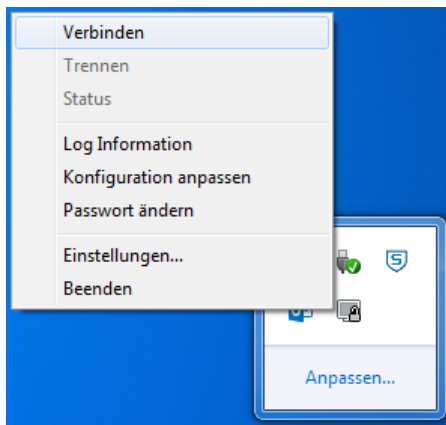 Verbinden
Trennen
Status
Log Information
Konfiguration anpassen
Passwort ändern
Einstellungen...
Beenden
Anpassen...